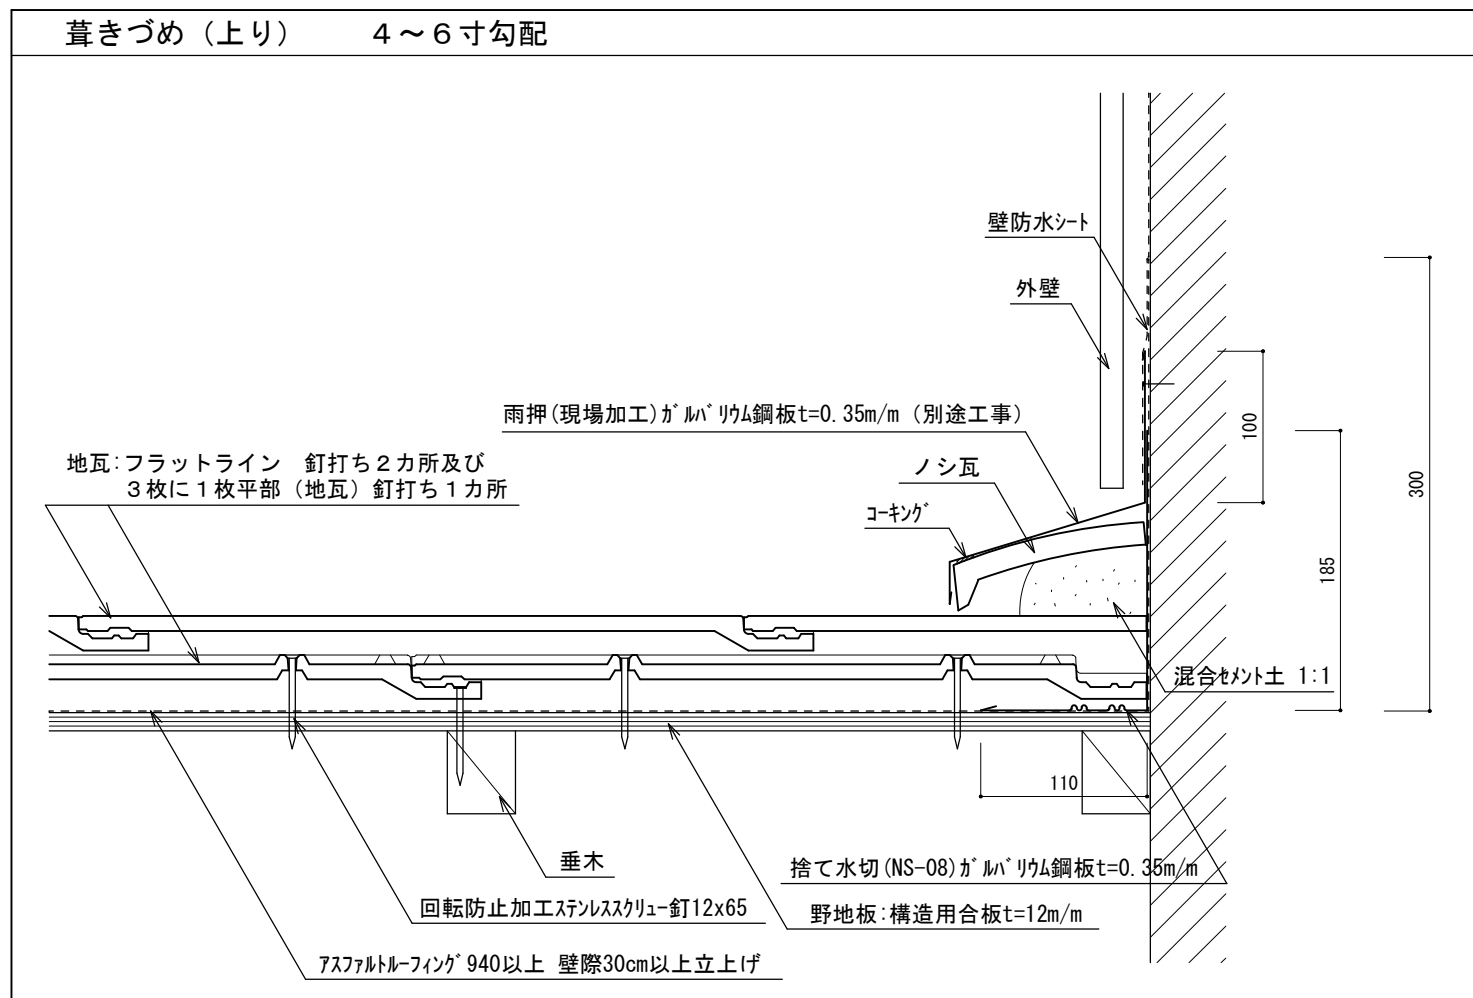 葺きづめ（上り）　　４～６寸勾配
壁防水ｼｰﾄ
外壁
雨押(現場加工)ｶﾞﾙﾊﾞﾘｳﾑ鋼板t=0.35m/m（別途工事）
地瓦:フラットライン　釘打ち２カ所及び
３枚に１枚平部（地瓦）釘打ち１カ所
ノシ瓦
ｺｰｷﾝｸﾞ
100
300
185
混合ｾﾒﾝﾄ土 1:1
110
垂木
捨て水切(NS-08)ｶﾞﾙﾊﾞﾘｳﾑ鋼板t=0.35m/m
回転防止加工ｽﾃﾝﾚｽｽｸﾘｭｰ釘12x65
野地板:構造用合板t=12m/m
ｱｽﾌｧﾙﾄﾙｰﾌｨﾝｸﾞ940以上 壁際30cm以上立上げ